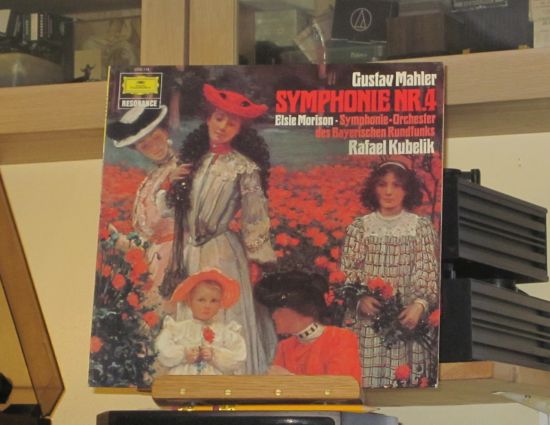 Gustav Mahler
SYMPHONIE NR.4
Elsie Morison · Symphonie-Orchester
des Bayerischen Rundfunks
Rafael Kubelik
RESONANCE